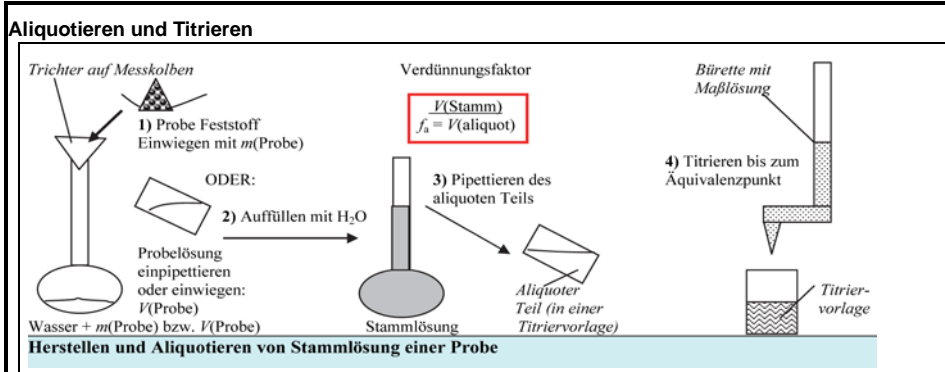 Aliquotieren und Titrieren
Trichter auf Messkolben
1) Probe Feststoff
Einwiegen mit m(Probe)
ODER:
2) Auffüllen mit H₂O
Probelösung
einpipettieren
oder einwiegen:
V(Probe)
Wasser + m(Probe) bzw. V(Probe)
Verdünnungsfaktor
V(Stamm)
fₐ = V(aliquot)
3) Pipettieren des
aliquoten Teils
Stammlösung
Aliquoter
Teil (in einer
Titriervorlage)
Bürette mit
Maßlösung
4) Titrieren bis zum
Äquivalenzpunkt
Titrier-
vorlage
Herstellen und Aliquotieren von Stammlösung einer Probe